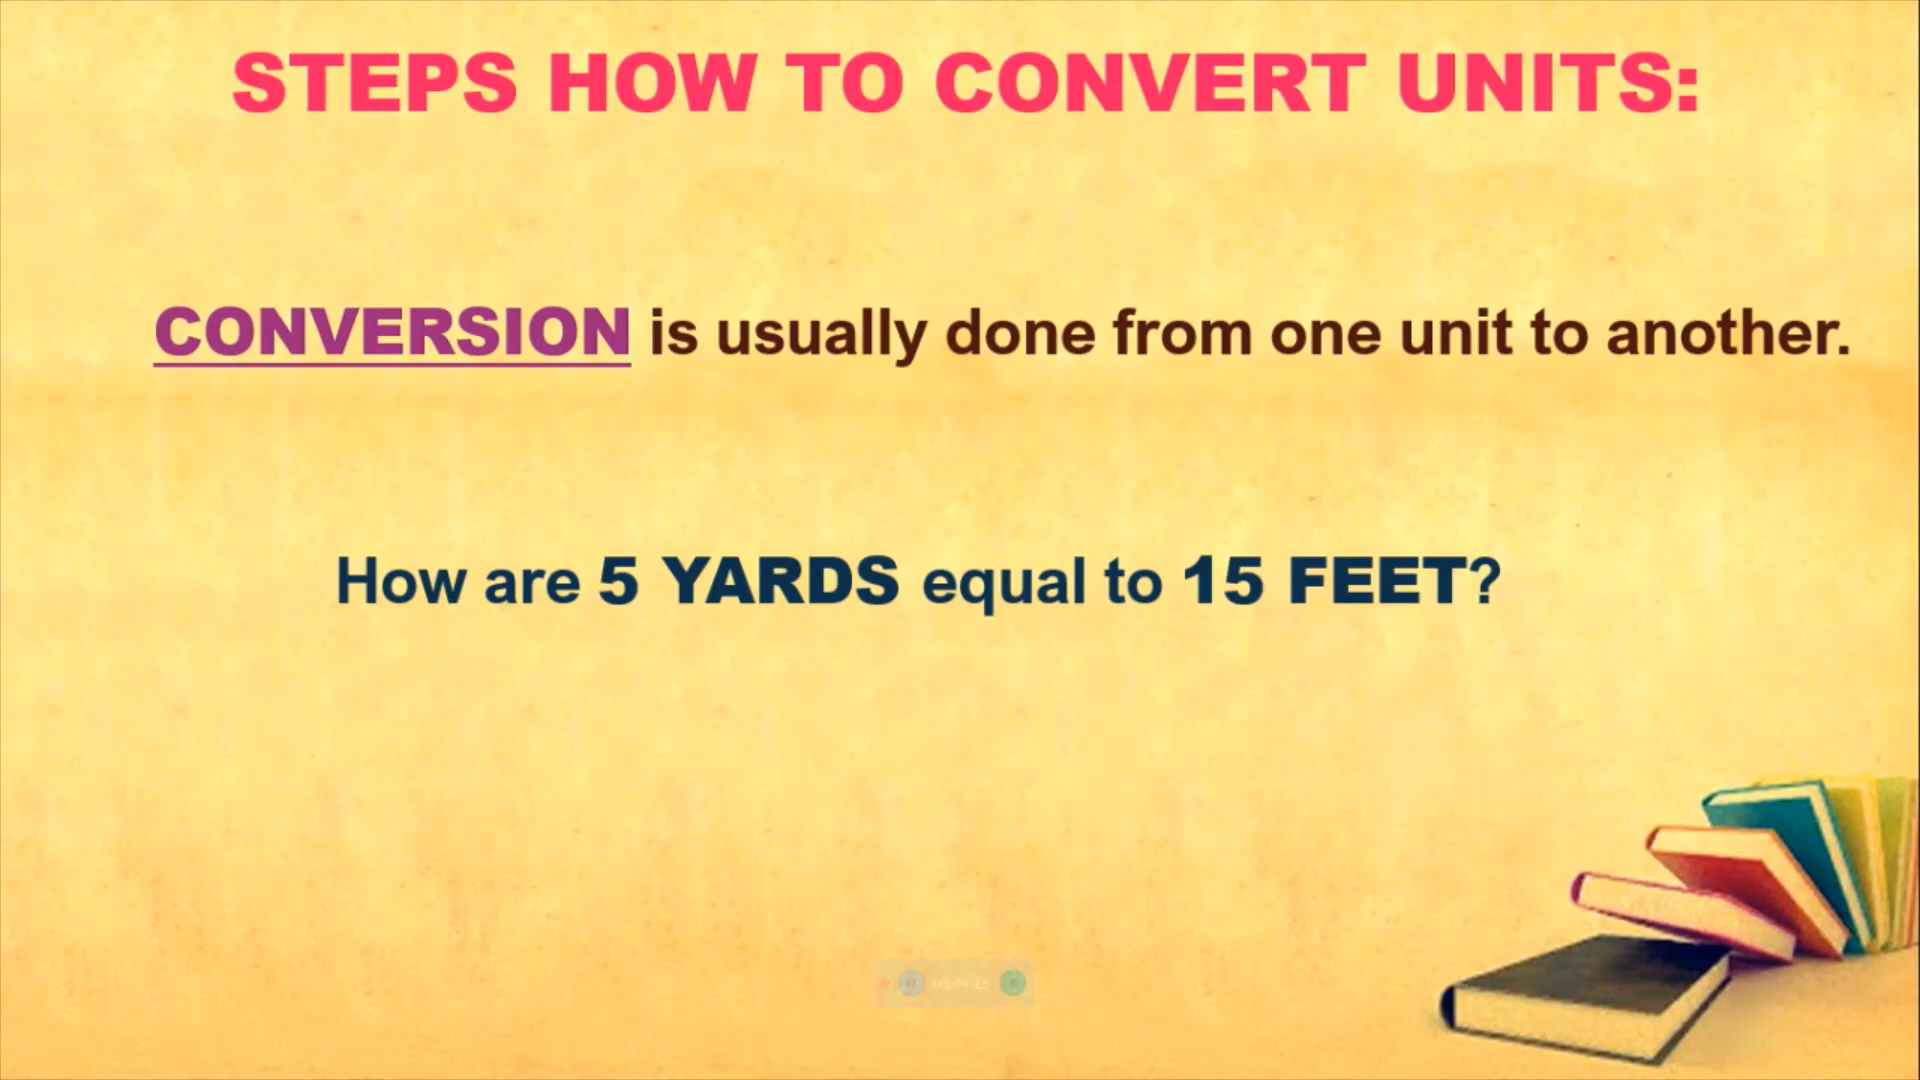 STEPS HOW TO CONVERT UNITS:
CONVERSION is usually done from one unit to another.
How are 5 YARDS equal to 15 FEET?